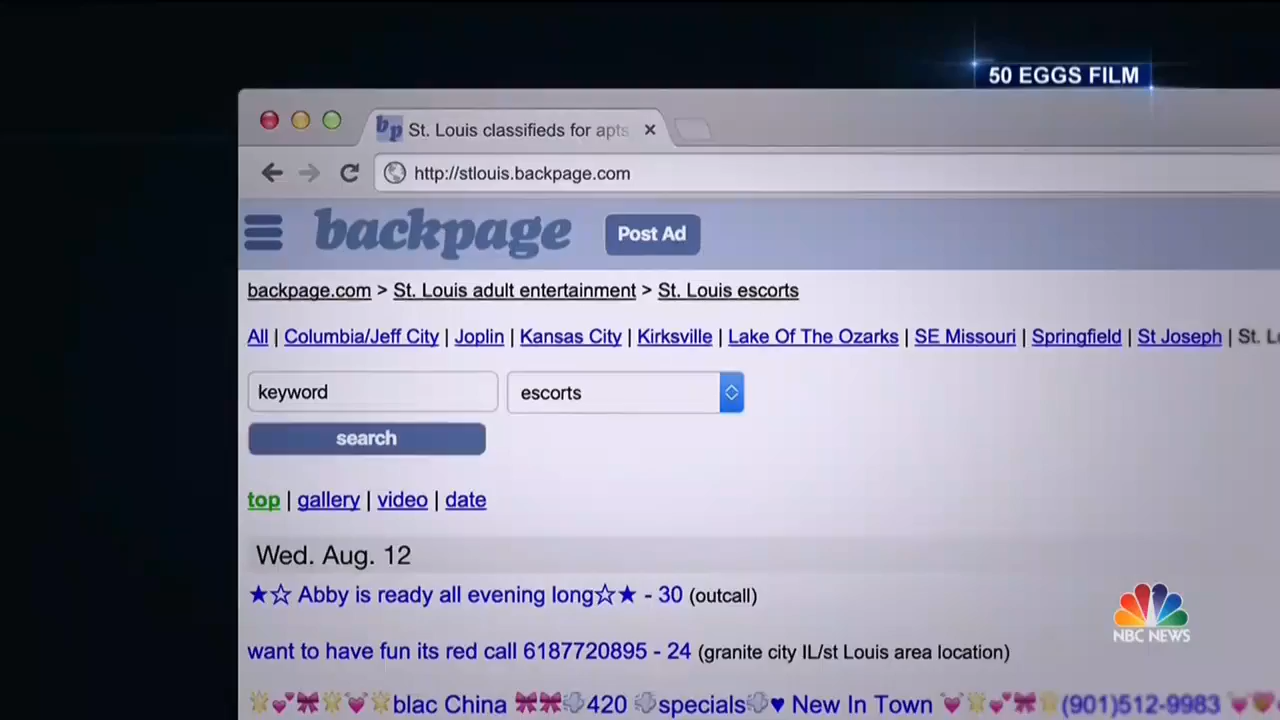 50 EGGS FILM
bp St. Louis classifieds for apts
http://stlouis.backpage.com
backpage Post Ad
backpage.com > St. Louis adult entertainment > St. Louis escorts
All | Columbia/Jeff City | Joplin | Kansas City | Kirksville | Lake Of The Ozarks | SE Missouri | Springfield | St Joseph | St. L
keyword escorts
search
top | gallery | video | date
Wed. Aug. 12
★☆ Abby is ready all evening long☆★ - 30 (outcall)
want to have fun its red call 6187720895 - 24 (granite city IL/st Louis area location)
🌟💕🎀🌟💓🌟blac China 🎀🎀💠420 💠specials💠♥ New In Town 💓🌟💕🎀🌟(901)512-9983 💓
NBC NEWS